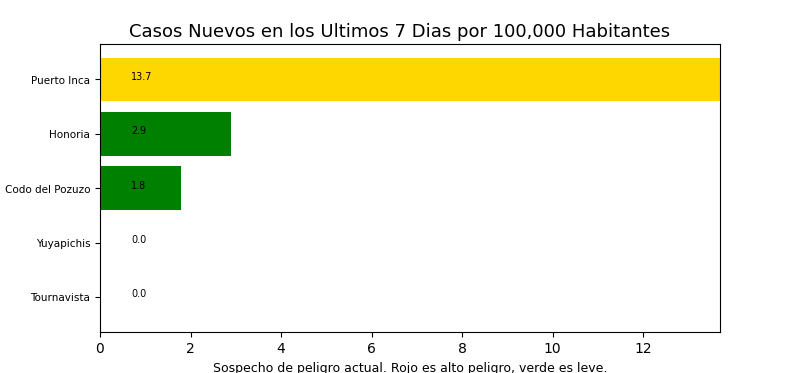 Casos Nuevos en los Ultimos 7 Dias por 100,000 Habitantes
Puerto Inca 13.7
Honoria 2.9
Codo del Pozuzo 1.8
Yuyapichis 0.0
Tournavista 0.0
0 2 4 6 8 10 12
Sospecho de peligro actual. Rojo es alto peligro, verde es leve.